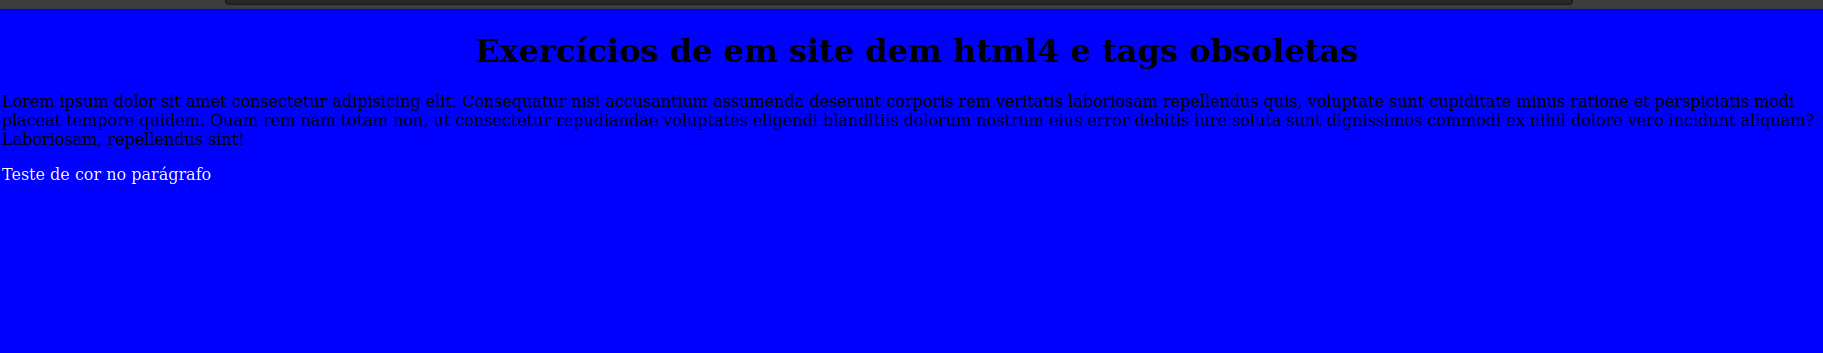 Exercícios de em site dem html4 e tags obsoletas
Lorem ipsum dolor sit amet consectetur adipisicing elit. Consequatur nisi accusantium assumenda deserunt corporis rem veritatis laboriosam repellendus quis, voluptate sunt cupiditate minus ratione et perspiciatis modi
placeat tempore quidem. Quam rem nam totam non, ut consectetur repudiandae voluptates eligendi blanditiis dolorum nostrum eius error debitis iure soluta sunt dignissimos commodi ex nihil dolore vero incidunt aliquam?
Laboriosam, repellendus sint!
Teste de cor no parágrafo